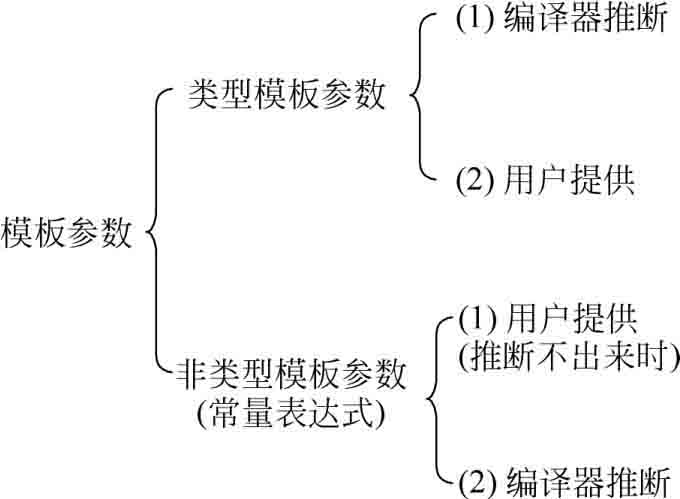 模板参数
类型模板参数
(1) 编译器推断
(2) 用户提供
非类型模板参数
(常量表达式)
(1) 用户提供
(推断不出来时)
(2) 编译器推断